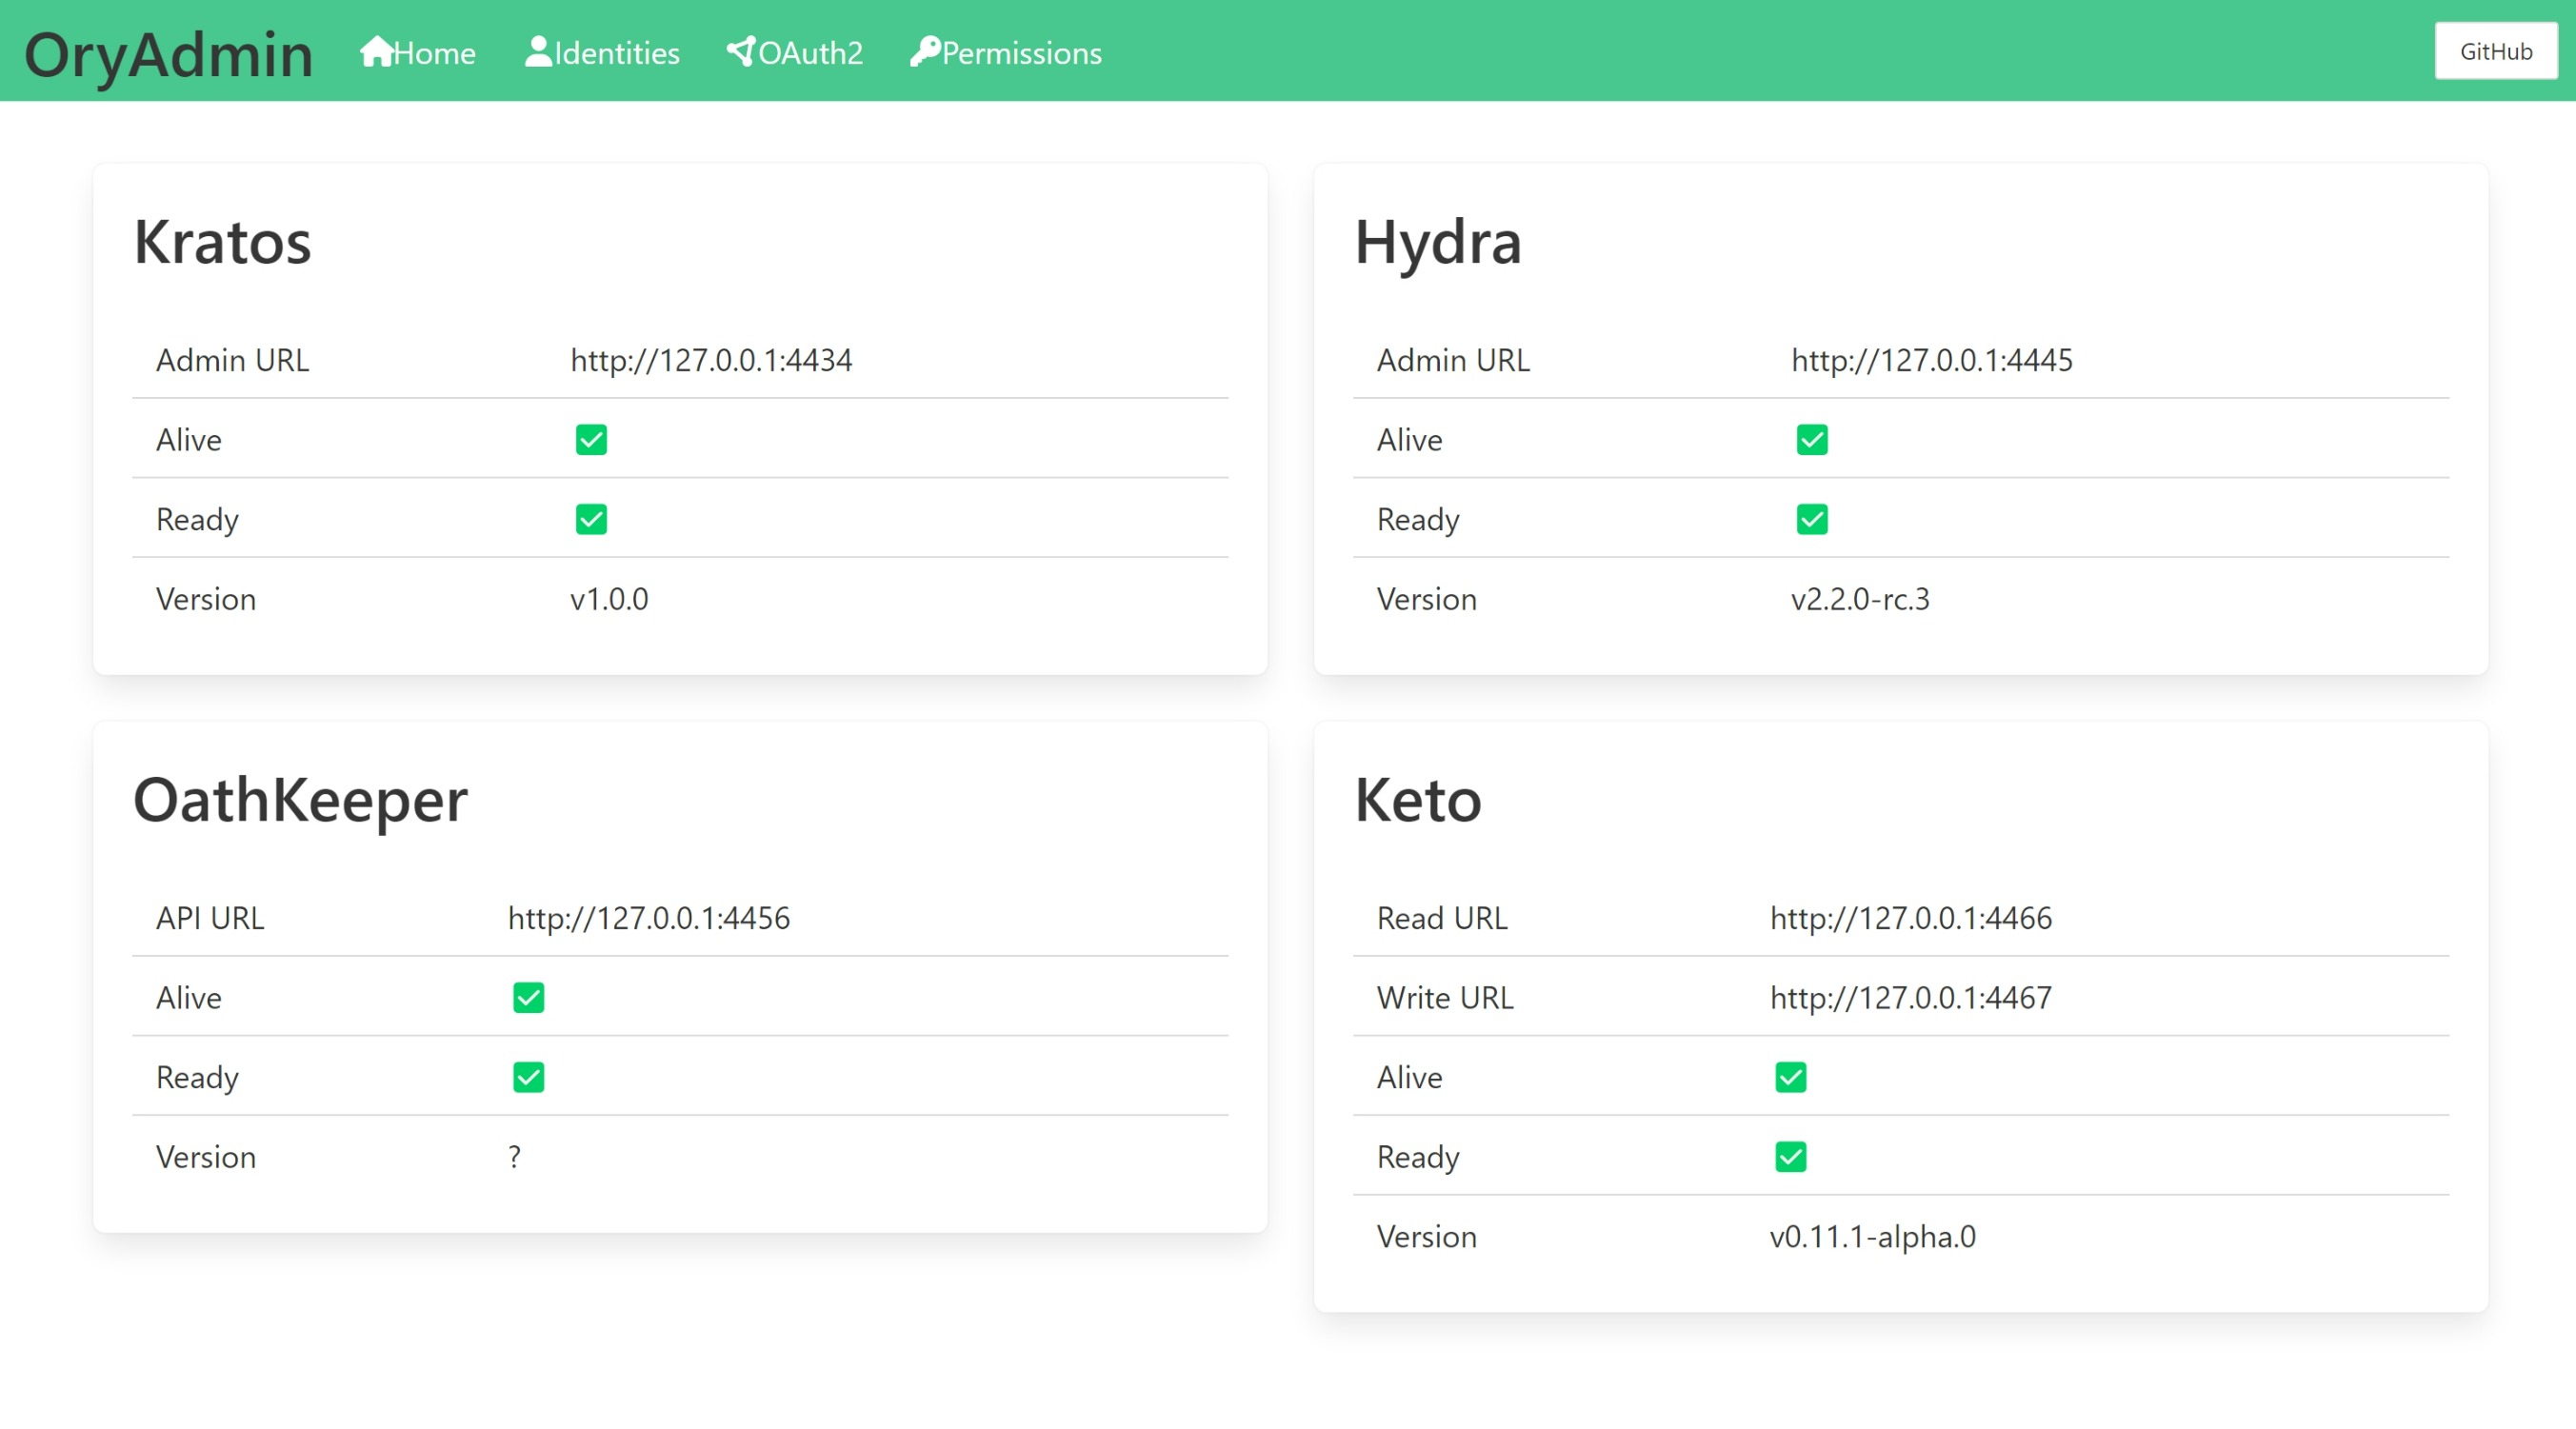 OryAdmin Home Identities OAuth2 Permissions GitHub
Kratos
Admin URL http://127.0.0.1:4434
Alive
Ready
Version v1.0.0
Hydra
Admin URL http://127.0.0.1:4445
Alive
Ready
Version v2.2.0-rc.3
OathKeeper
API URL http://127.0.0.1:4456
Alive
Ready
Version ?
Keto
Read URL http://127.0.0.1:4466
Write URL http://127.0.0.1:4467
Alive
Ready
Version v0.11.1-alpha.0